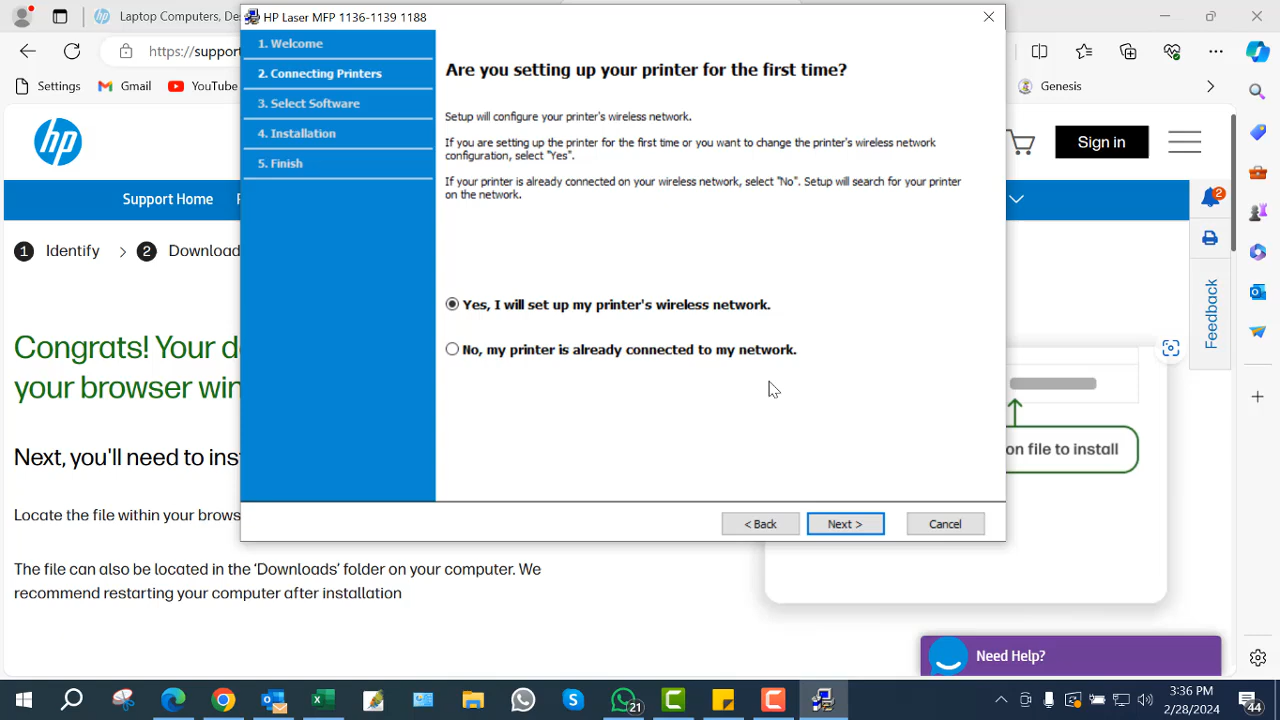 Laptop Computers, De
https://support
Settings
Gmail
YouTube
Genesis
hp
Sign in
Support Home
2
1 Identify
2 Download
Congrats! Your d
your browser win
Next, you'll need to ins
Locate the file within your brows
The file can also be located in the ‘Downloads’ folder on your computer. We
recommend restarting your computer after installation
HP Laser MFP 1136-1139 1188
1. Welcome
2. Connecting Printers
3. Select Software
4. Installation
5. Finish
Are you setting up your printer for the first time?
Setup will configure your printer's wireless network.
If you are setting up the printer for the first time or you want to change the printer's wireless network
configuration, select "Yes".
If your printer is already connected on your wireless network, select "No". Setup will search for your printer
on the network.
Yes, I will set up my printer's wireless network.
No, my printer is already connected to my network.
< Back
Next >
Cancel
Feedback
on file to install
Need Help?
21
3:36 PM
2/28/2024
44